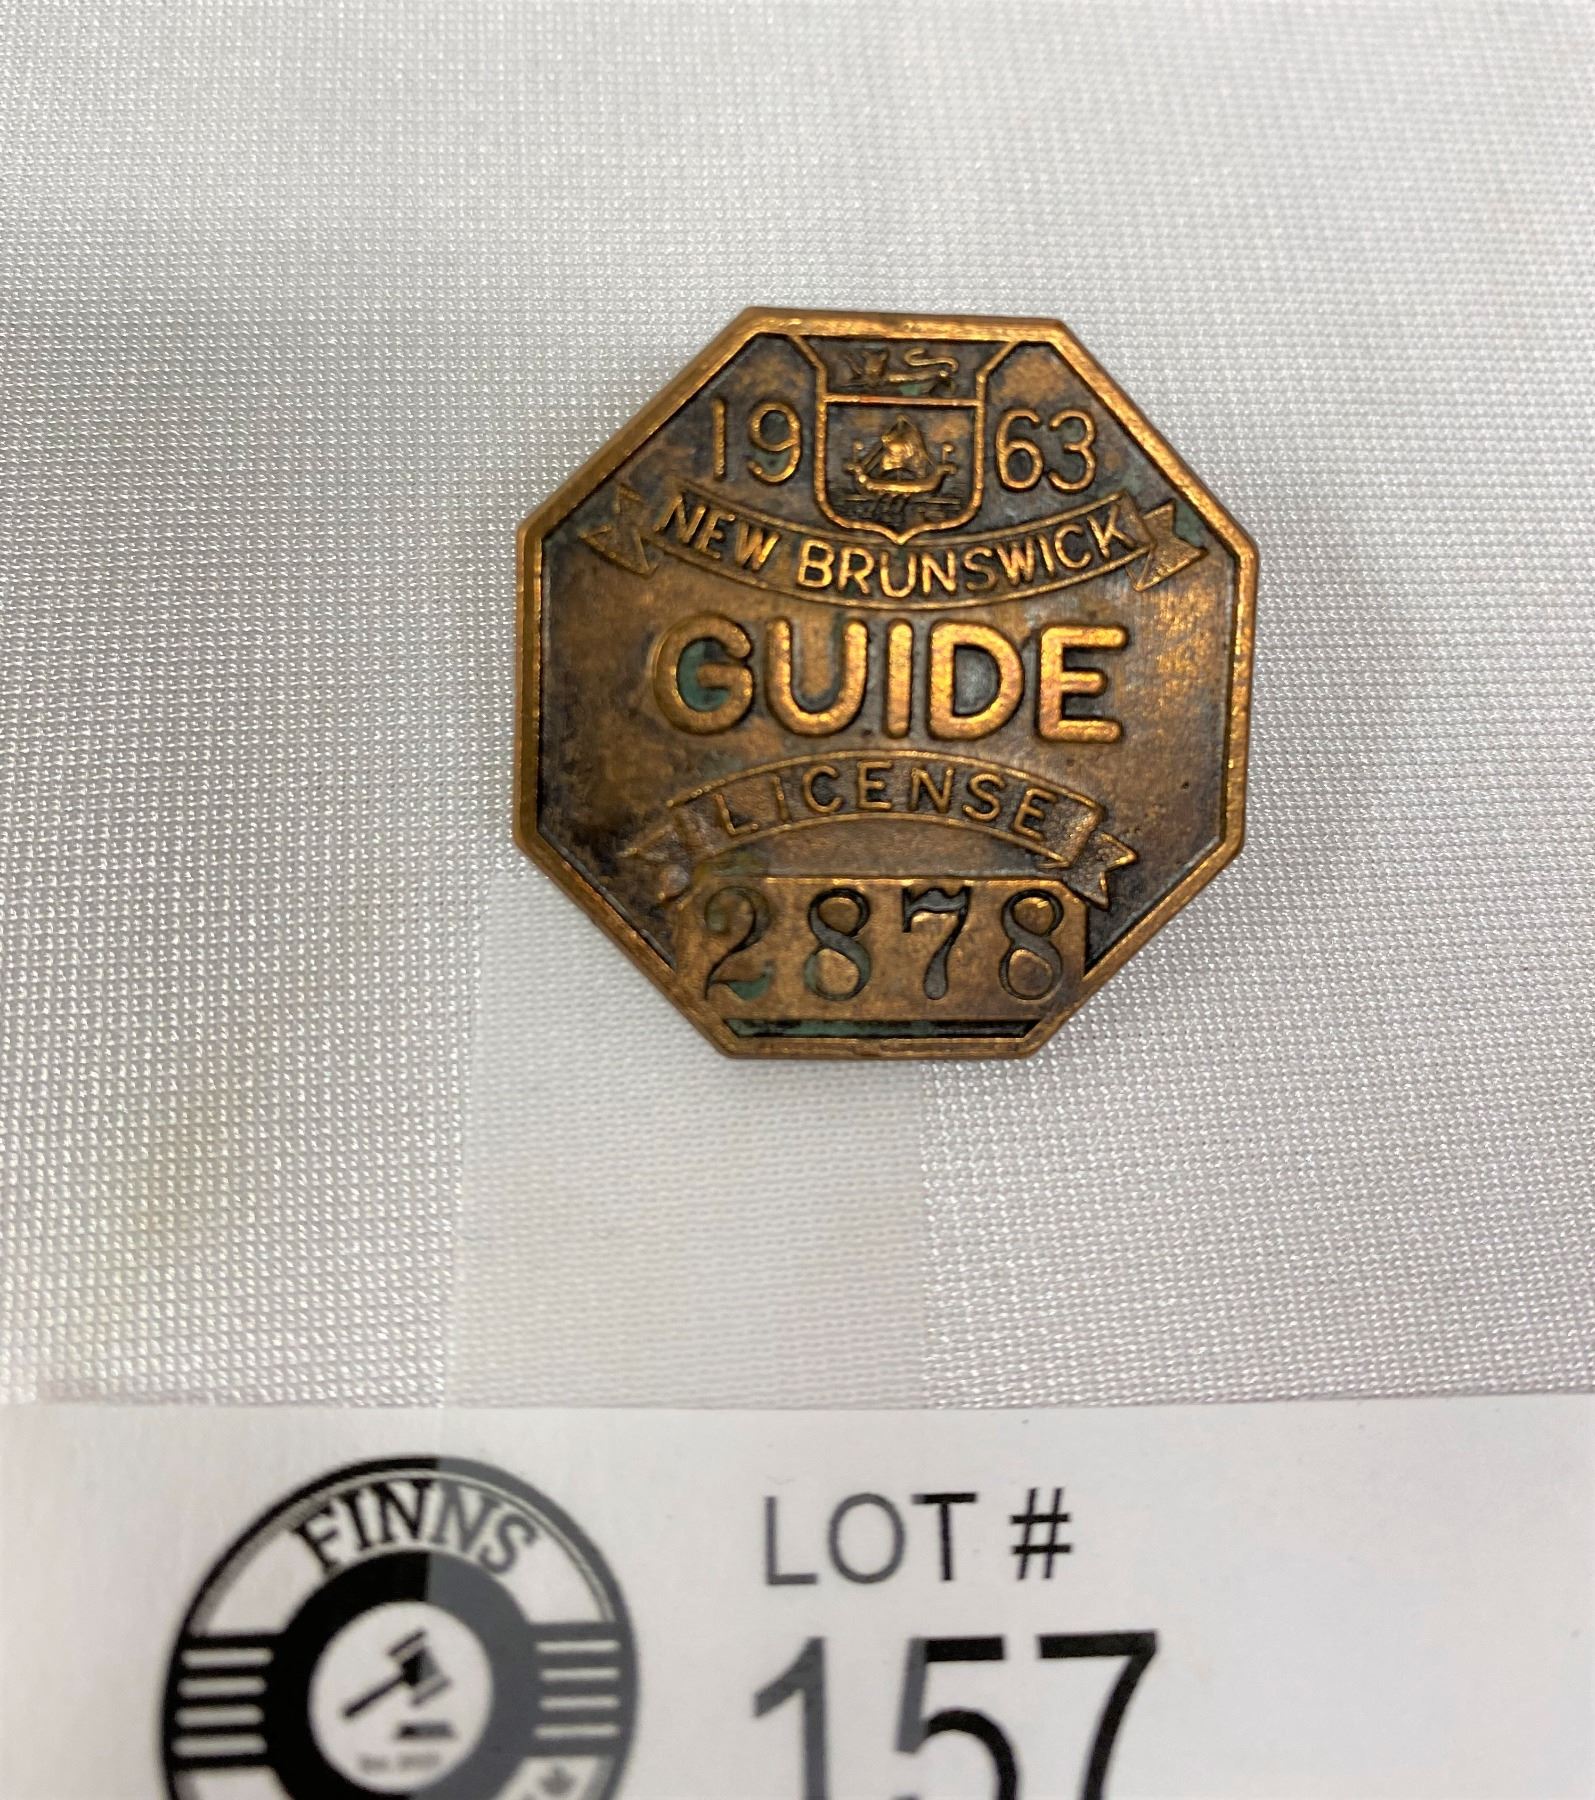 19 63
NEW BRUNSWICK
GUIDE
LICENSE
2878
FINNS
LOT #
157